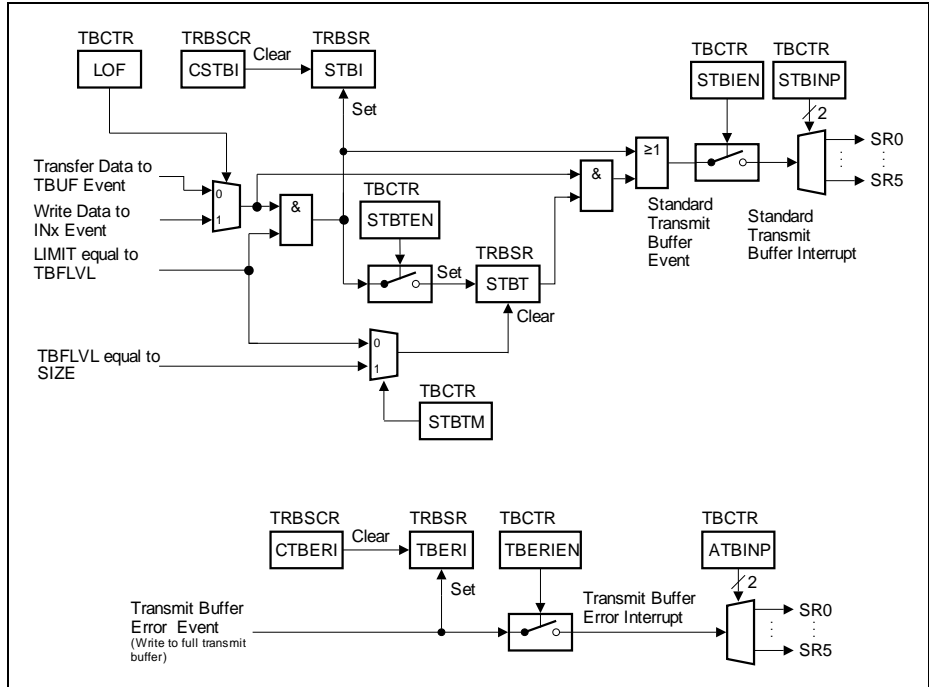 TBCTR
LOF
TRBSCR
CSTBI
Clear
TRBSR
STBI
Set
TBCTR
STBIEN
TBCTR
STBINP
2
SR0
SR5
≥1
&
Transfer Data to
TBUF Event
Write Data to
INx Event
LIMIT equal to
TBFLVL
0
1
&
TBCTR
STBTEN
Set
TRBSR
STBT
Clear
Standard
Transmit
Buffer
Event
Standard
Transmit
Buffer Interrupt
TBFLVL equal to
SIZE
0
1
TBCTR
STBTM
TRBSCR
CTBERI
Clear
TRBSR
TBERI
Set
TBCTR
TBERIEN
TBCTR
ATBINP
2
Transmit Buffer
Error Event
(Write to full transmit
buffer)
Transmit Buffer
Error Interrupt
SR0
SR5